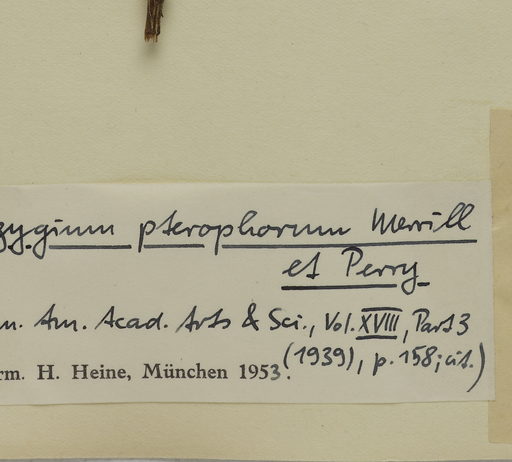 zygium pterophorum Merrill
et Perry
m. Am. Acad. Arts & Sci., Vol. XVIII, Part 3
(1939), p. 158; cit.)
rm. H. Heine, München 1953.